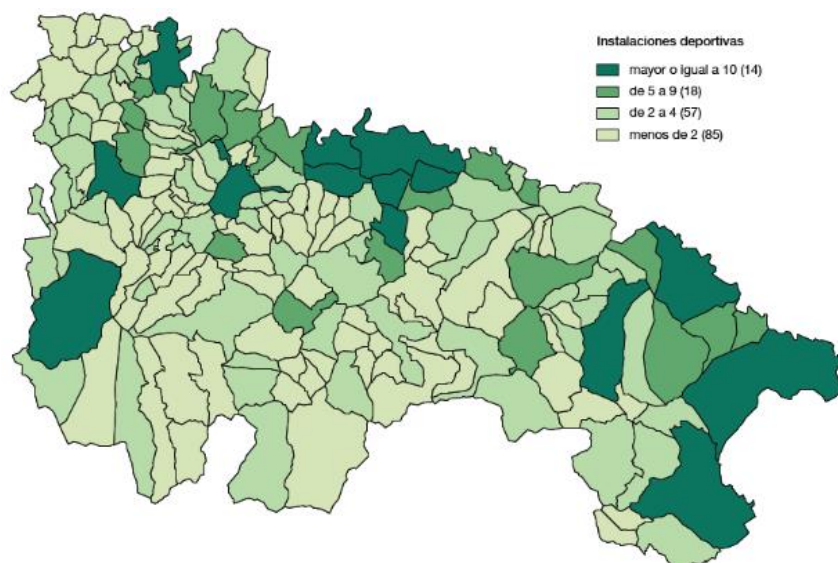 Instalaciones deportivas
mayor o igual a 10 (14)
de 5 a 9 (18)
de 2 a 4 (57)
menos de 2 (85)